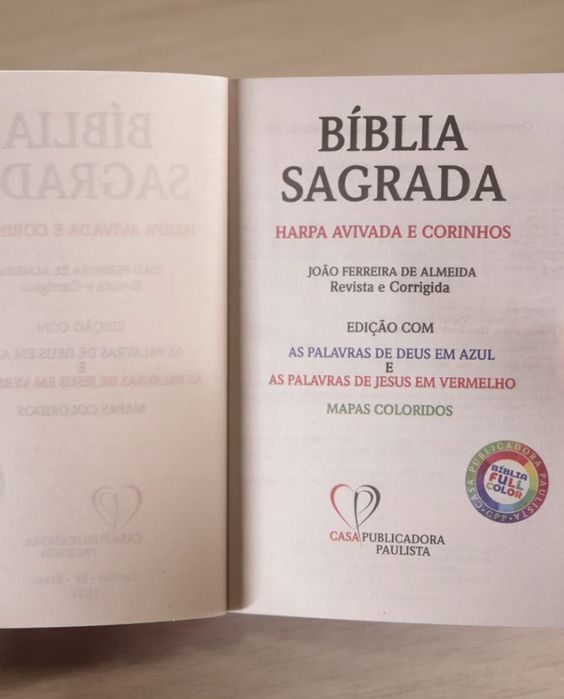 BÍBLIA
SAGRADA
HARPA AVIVADA E CORINHOS
JOÃO FERREIRA DE ALMEIDA
Revista e Corrigida
EDIÇÃO COM
AS PALAVRAS DE DEUS EM AZUL
E
AS PALAVRAS DE JESUS EM VERMELHO
MAPAS COLORIDOS
CASA PUBLICADORA PAULISTA
BÍBLIA
FULL
COLOR
· CPP ·
CASA PUBLICADORA
PAULISTA